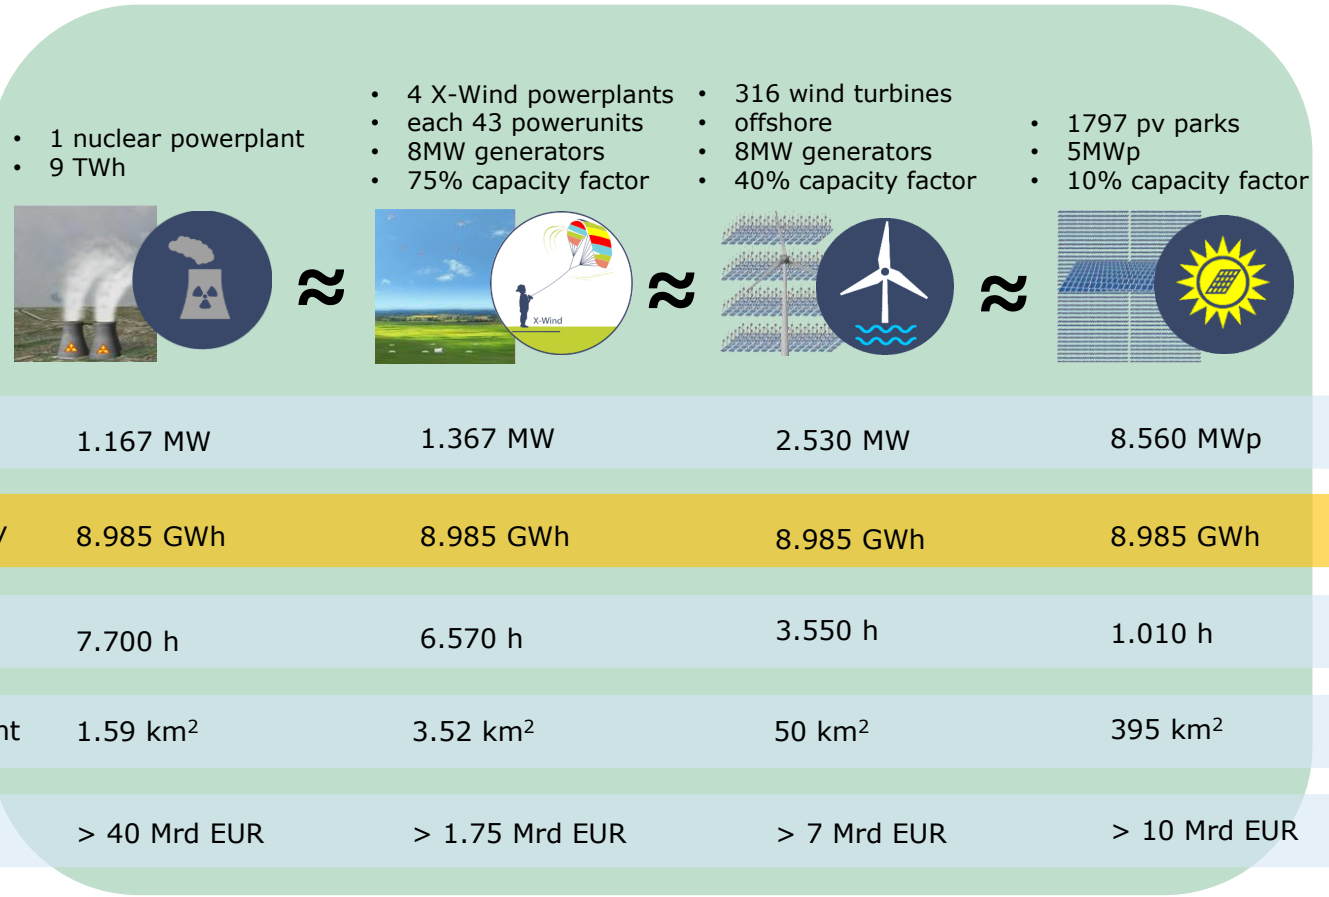 • 1 nuclear powerplant
• 9 TWh
• 4 X-Wind powerplants
• each 43 powerunits
• 8MW generators
• 75% capacity factor
• 316 wind turbines
• offshore
• 8MW generators
• 40% capacity factor
• 1797 pv parks
• 5MWp
• 10% capacity factor
≈ ≈ ≈
X-Wind
1.167 MW 1.367 MW 2.530 MW 8.560 MWp
8.985 GWh 8.985 GWh 8.985 GWh 8.985 GWh
7.700 h 6.570 h 3.550 h 1.010 h
nt 1.59 km² 3.52 km² 50 km² 395 km²
> 40 Mrd EUR > 1.75 Mrd EUR > 7 Mrd EUR > 10 Mrd EUR